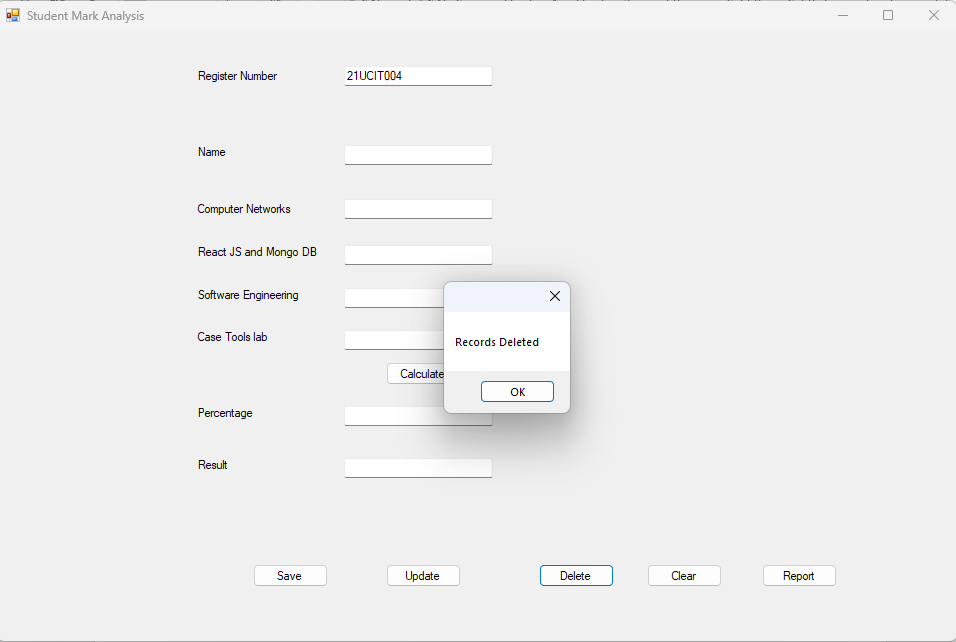 Student Mark Analysis
Register Number
21UCIT004
Name
Computer Networks
React JS and Mongo DB
Software Engineering
Case Tools lab
Calculate
Records Deleted
OK
Percentage
Result
Save
Update
Delete
Clear
Report